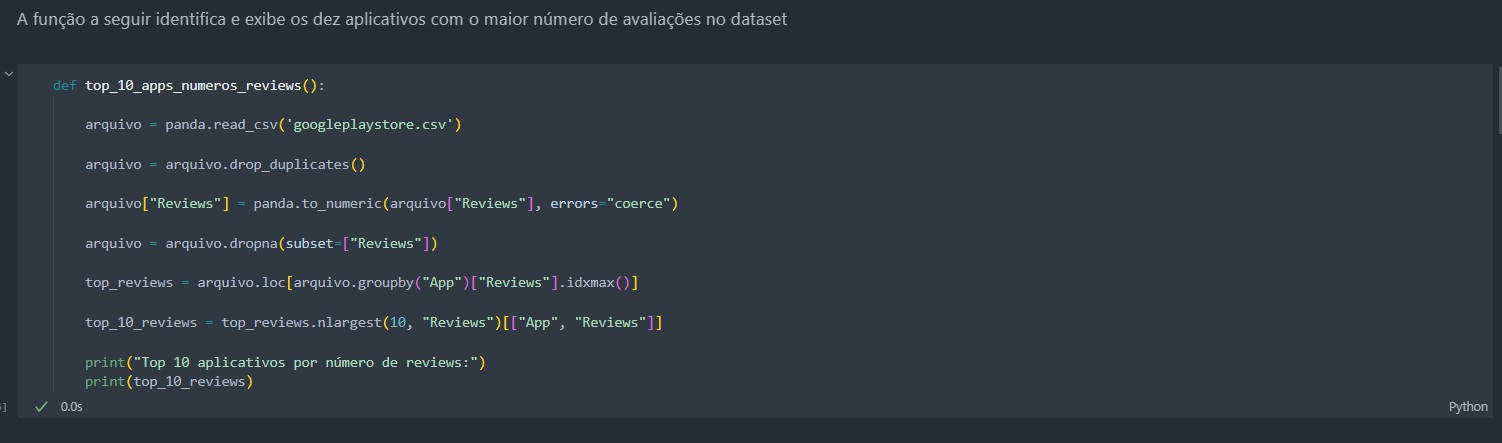 A função a seguir identifica e exibe os dez aplicativos com o maior número de avaliações no dataset
def top_10_apps_numeros_reviews():
arquivo = panda.read_csv('googleplaystore.csv')
arquivo = arquivo.drop_duplicates()
arquivo["Reviews"] = panda.to_numeric(arquivo["Reviews"], errors="coerce")
arquivo = arquivo.dropna(subset=["Reviews"])
top_reviews = arquivo.loc[arquivo.groupby("App")["Reviews"].idxmax()]
top_10_reviews = top_reviews.nlargest(10, "Reviews")[["App", "Reviews"]]
print("Top 10 aplicativos por número de reviews:")
print(top_10_reviews)
0.0s
Python